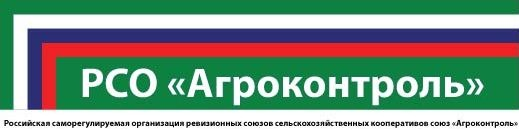 РСО «Агроконтроль»
Российская саморегулируемая организация ревизионных союзов сельскохозяйственных кооперативов союз «Агроконтроль»